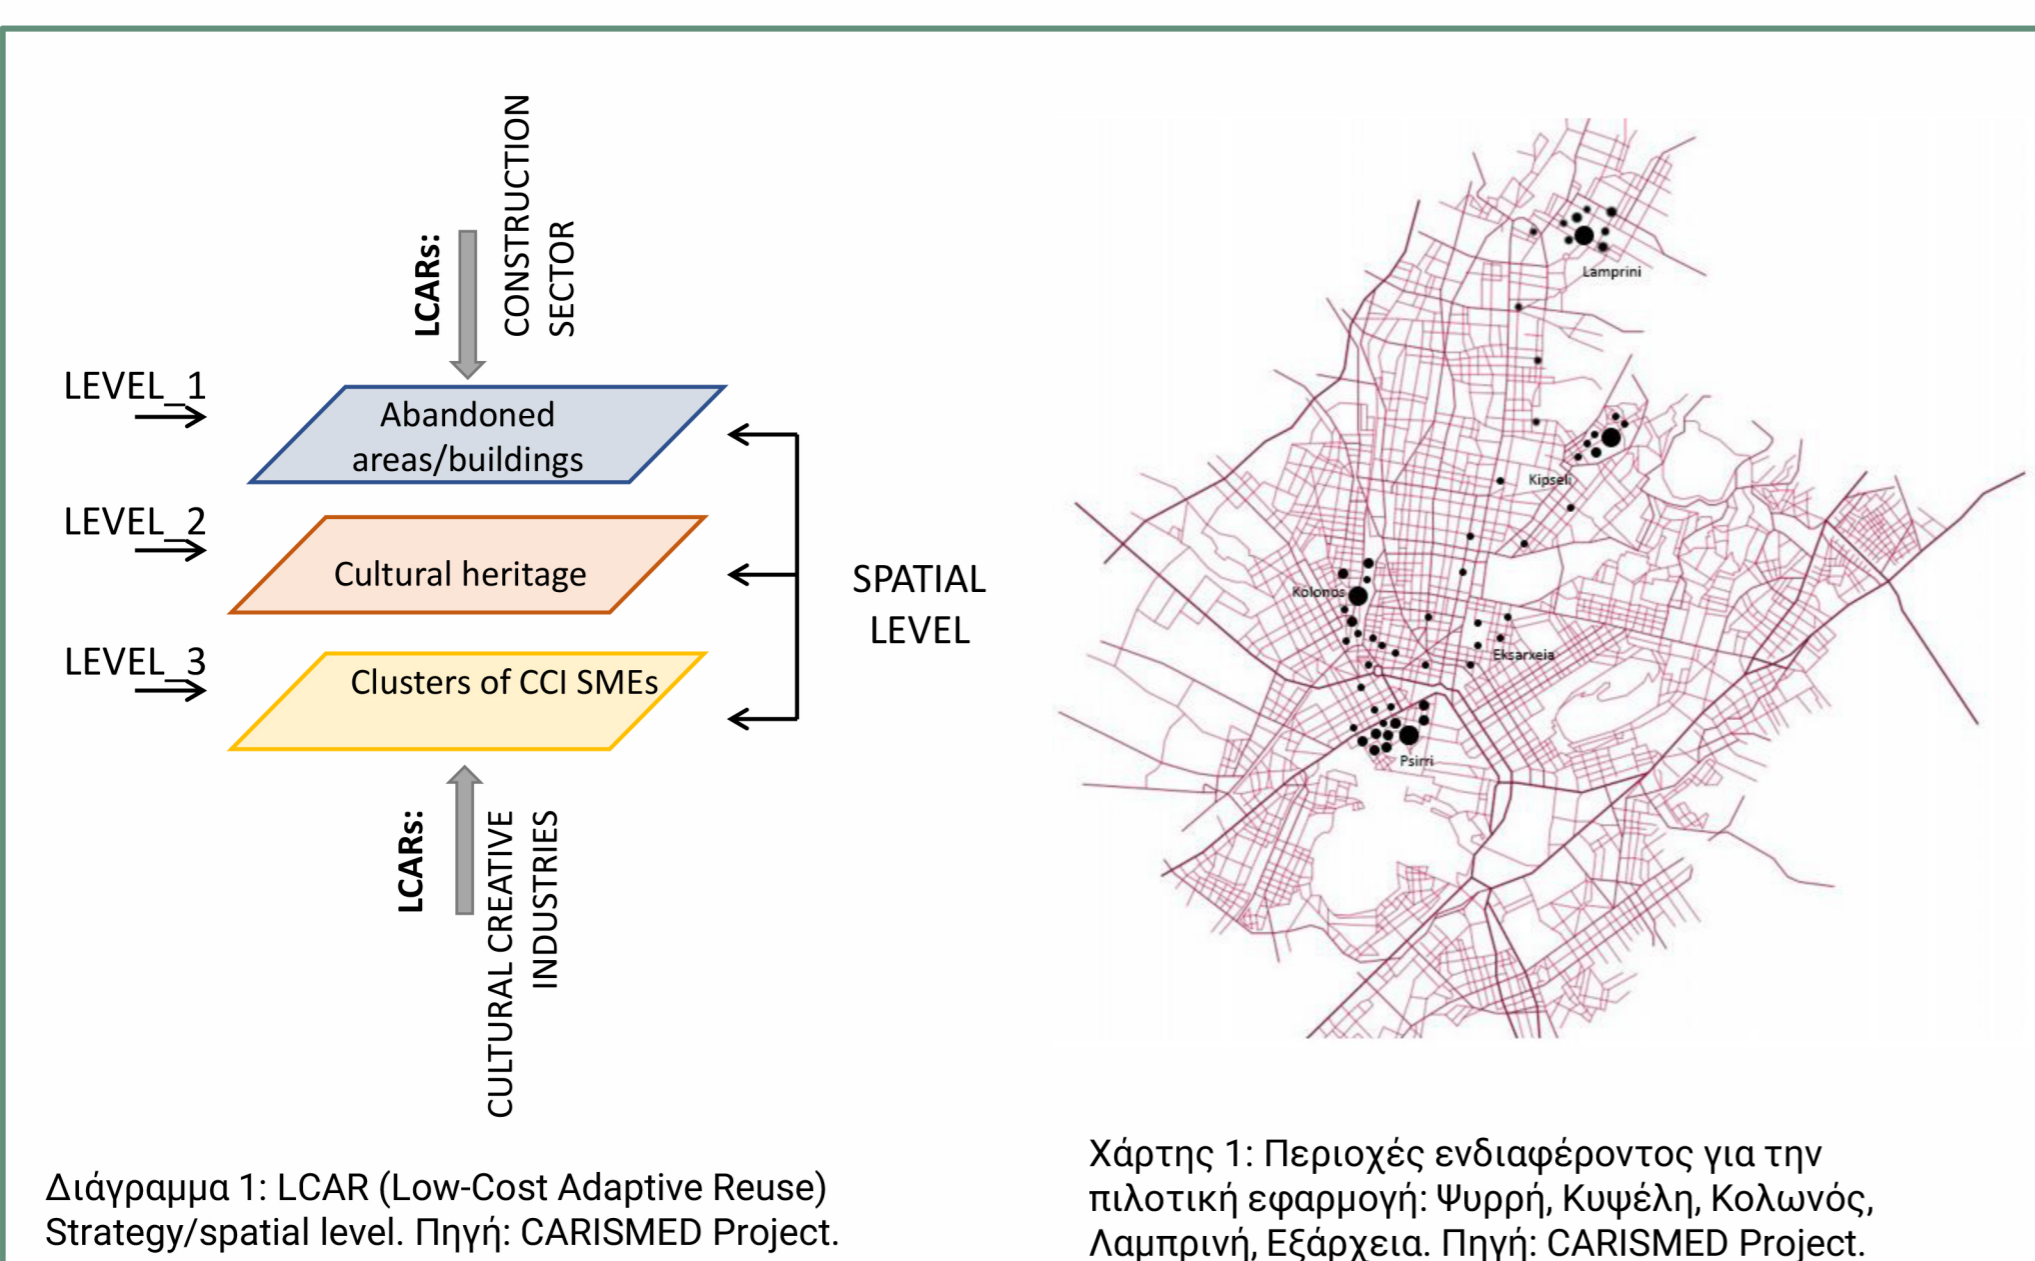 LCARs:
CONSTRUCTION
SECTOR
LEVEL_1
Abandoned
areas/buildings
LEVEL_2
Cultural heritage
LEVEL_3
Clusters of CCI SMEs
SPATIAL
LEVEL
LCARs:
CULTURAL CREATIVE
INDUSTRIES
Διάγραμμα 1: LCAR (Low-Cost Adaptive Reuse)
Strategy/spatial level. Πηγή: CARISMED Project.
Lamprini
Kipseli
Kolonos
Eksarxeia
Psirri
Χάρτης 1: Περιοχές ενδιαφέροντος για την
πιλοτική εφαρμογή: Ψυρρή, Κυψέλη, Κολωνός,
Λαμπρινή, Εξάρχεια. Πηγή: CARISMED Project.